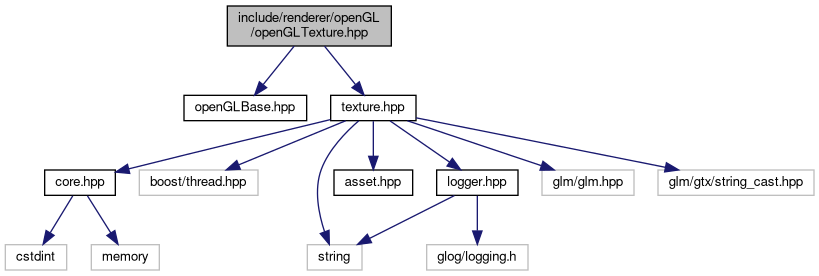 include/renderer/openGL
/openGLTexture.hpp
openGLBase.hpp
texture.hpp
core.hpp
boost/thread.hpp
asset.hpp
logger.hpp
glm/glm.hpp
glm/gtx/string_cast.hpp
cstdint
memory
string
glog/logging.h